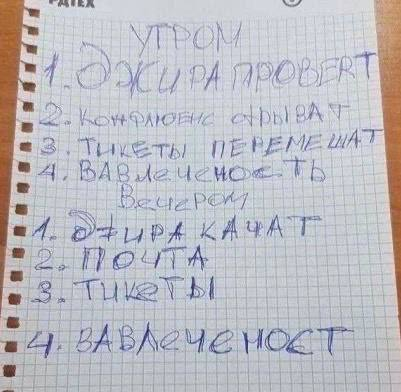 РАТЕХ
УТРОМ
1. ДЖИРА ПРОВЕRТ
2. КОНФЛЮЕНС ОТРЫВАТ
3. ТИКЕТЫ ПЕРЕМЕШАТ
4. ВАВЛЕЧЕНОСТЬ
Вечером
1. ДЖИРА КАЧАТ
2. ПОЧТА
3. ТИКЕТЫ
4. ВАВЛЕЧЕНОСТ